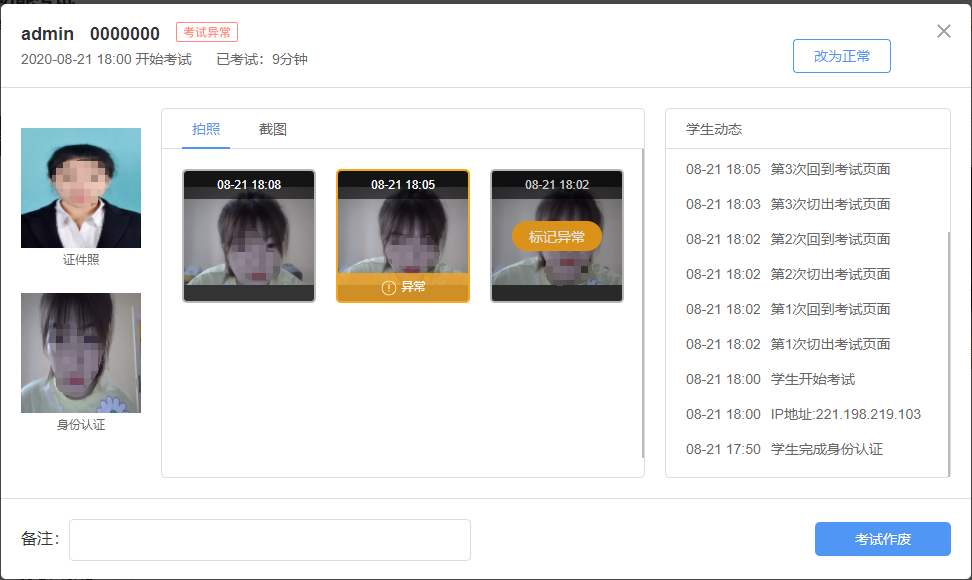 admin 0000000 考试异常
2020-08-21 18:00 开始考试 已考试：9分钟
改为正常
证件照
身份认证
拍照 截图
08-21 18:08
08-21 18:05
异常
08-21 18:02
标记异常
学生动态
08-21 18:05 第3次回到考试页面
08-21 18:03 第3次切出考试页面
08-21 18:02 第2次回到考试页面
08-21 18:02 第2次切出考试页面
08-21 18:02 第1次回到考试页面
08-21 18:02 第1次切出考试页面
08-21 18:00 学生开始考试
08-21 18:00 IP地址:221.198.219.103
08-21 17:50 学生完成身份认证
备注：
考试作废